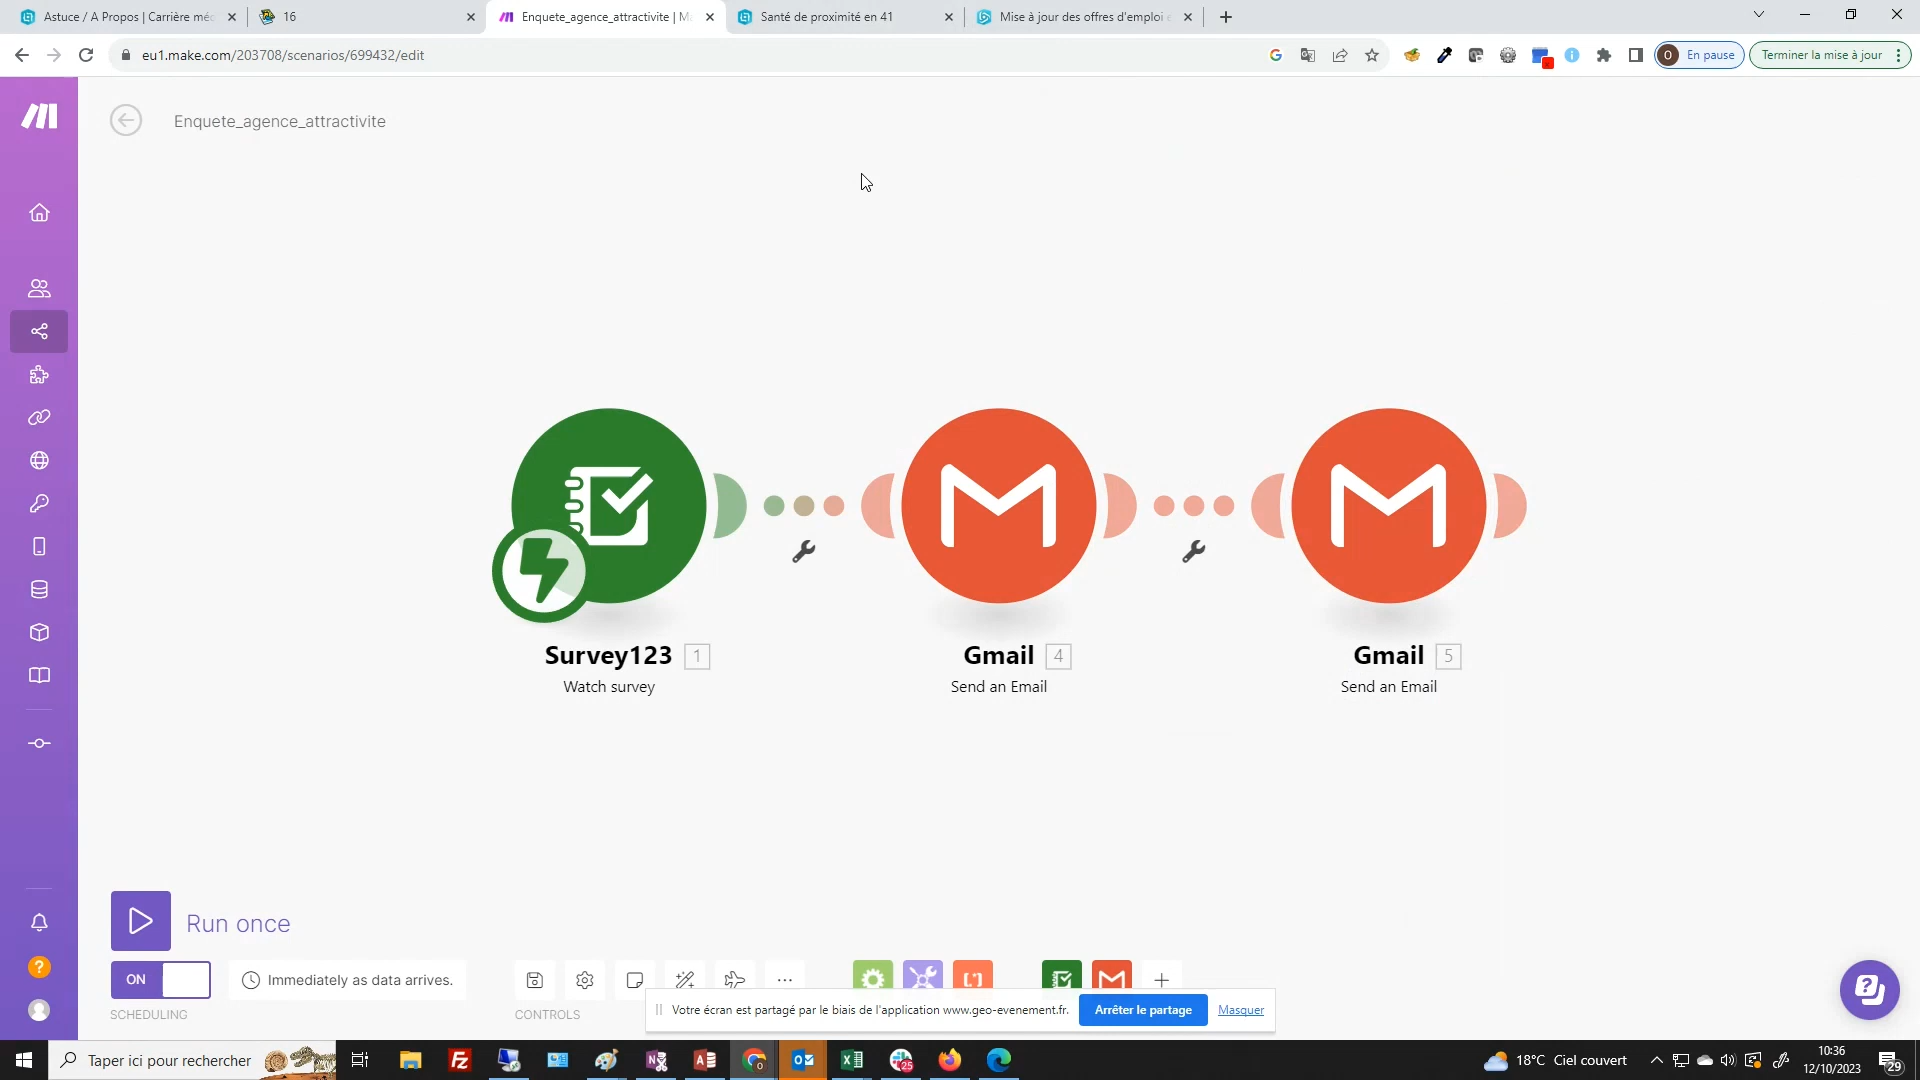 Astuce / A Propos | Carrière méd
16
Enquete_agence_attractivite | M
Santé de proximité en 41
Mise à jour des offres d'emploi e
eu1.make.com/203708/scenarios/699432/edit
O
En pause
Terminer la mise à jour
Enquete_agence_attractivite
Survey123 1
Watch survey
Gmail 4
Send an Email
Gmail 5
Send an Email
Run once
ON
Immediately as data arrives.
SCHEDULING
CONTROLS
Votre écran est partagé par le biais de l'application www.geo-evenement.fr.
Arrêter le partage
Masquer
Taper ici pour rechercher
25
18°C Ciel couvert
10:36
12/10/2023
29